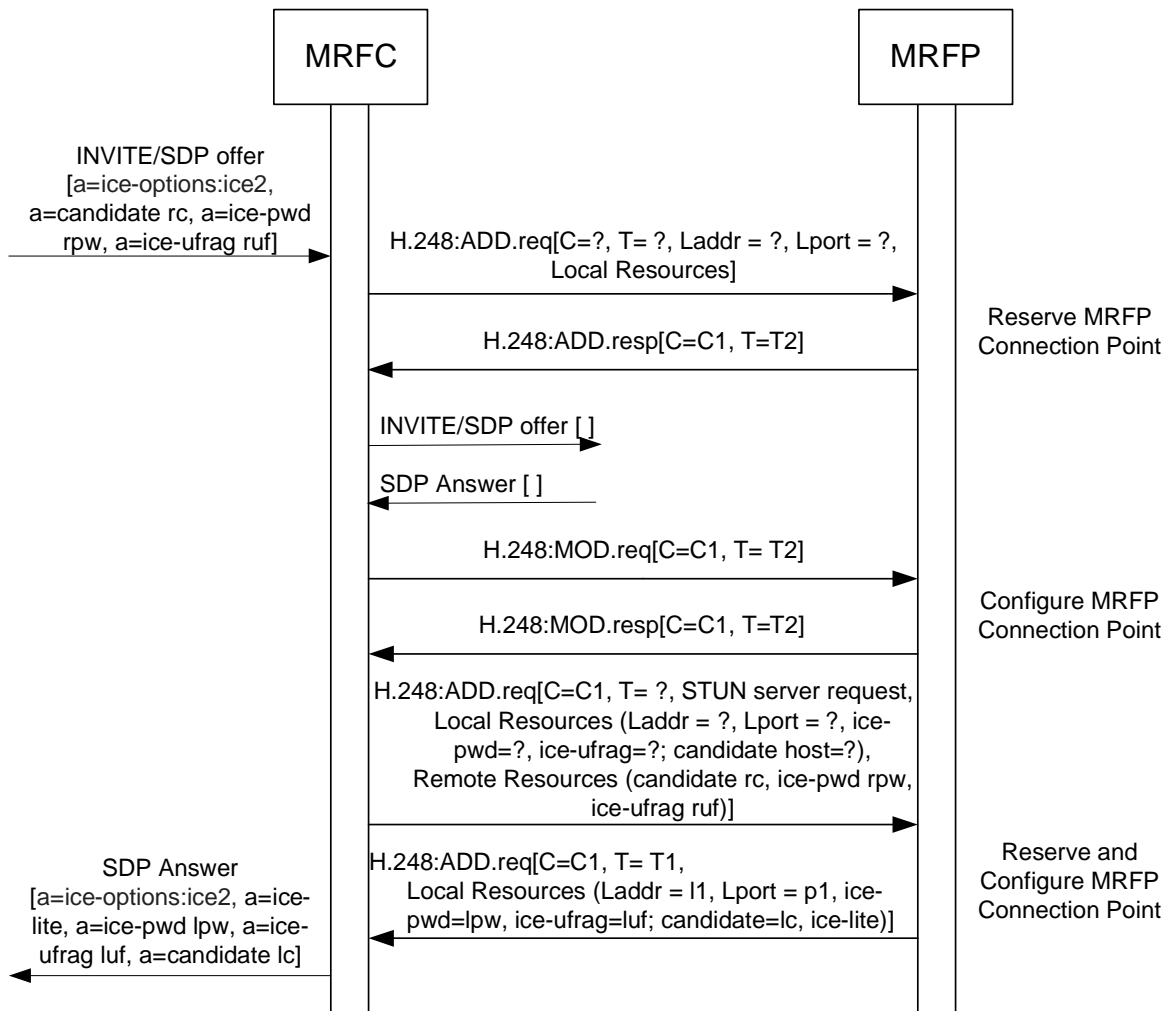 MRFC
MRFP
INVITE/SDP offer
[a=ice-options:ice2,
a=candidate rc, a=ice-pwd
rpw, a=ice-ufrag ruf]
H.248:ADD.req[C=?, T= ?, Laddr = ?, Lport = ?,
Local Resources]
Reserve MRFP
Connection Point
H.248:ADD.resp[C=C1, T=T2]
INVITE/SDP offer [ ]
SDP Answer [ ]
H.248:MOD.req[C=C1, T= T2]
Configure MRFP
Connection Point
H.248:MOD.resp[C=C1, T=T2]
H.248:ADD.req[C=C1, T= ?, STUN server request,
Local Resources (Laddr = ?, Lport = ?, ice-
pwd=?, ice-ufrag=?; candidate host=?),
Remote Resources (candidate rc, ice-pwd rpw,
ice-ufrag ruf)]
Reserve and
Configure MRFP
Connection Point
H.248:ADD.req[C=C1, T= T1,
Local Resources (Laddr = l1, Lport = p1, ice-
pwd=lpw, ice-ufrag=luf; candidate=lc, ice-lite)]
SDP Answer
[a=ice-options:ice2, a=ice-
lite, a=ice-pwd lpw, a=ice-
ufrag luf, a=candidate lc]